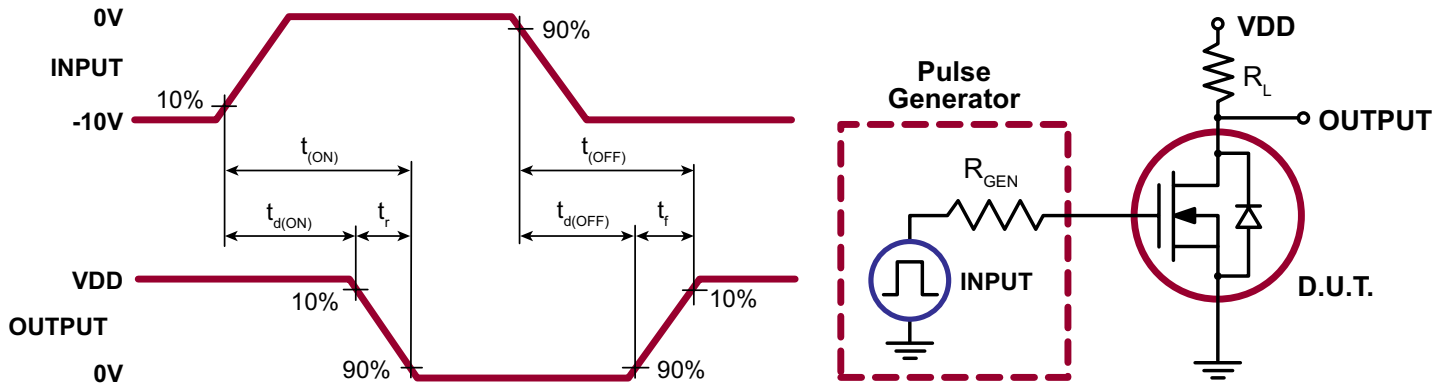 0V
INPUT
-10V
10%
90%
t(ON)
t(OFF)
td(ON)
tr
td(OFF)
tf
VDD
OUTPUT
0V
10%
90%
90%
10%
Pulse
Generator
RGEN
INPUT
VDD
RL
OUTPUT
D.U.T.